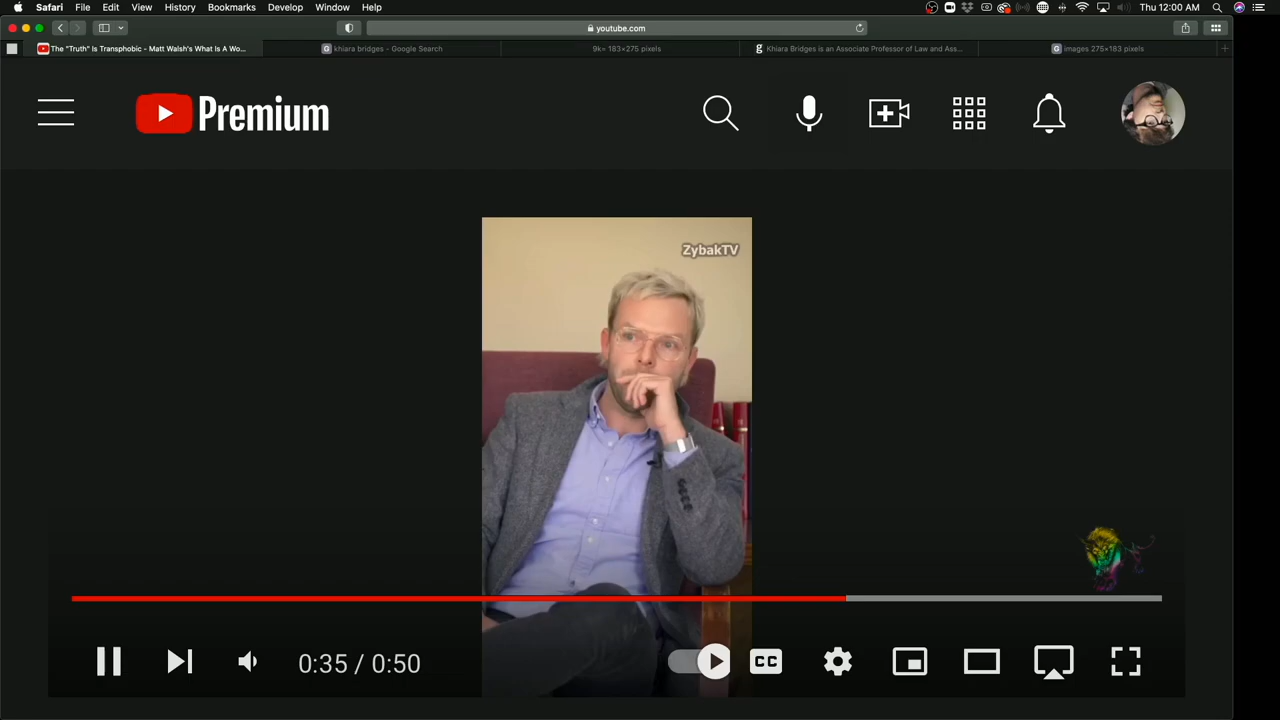 Safari File Edit View History Bookmarks Develop Window Help Thu 12:00 AM
youtube.com
The "Truth" Is Transphobic - Matt Walsh's What Is A Wo... khiara bridges - Google Search 9k= 183×275 pixels Khiara Bridges is an Associate Professor of Law and Ass... images 275×183 pixels
Premium
ZybakTV
0:35 / 0:50
CC